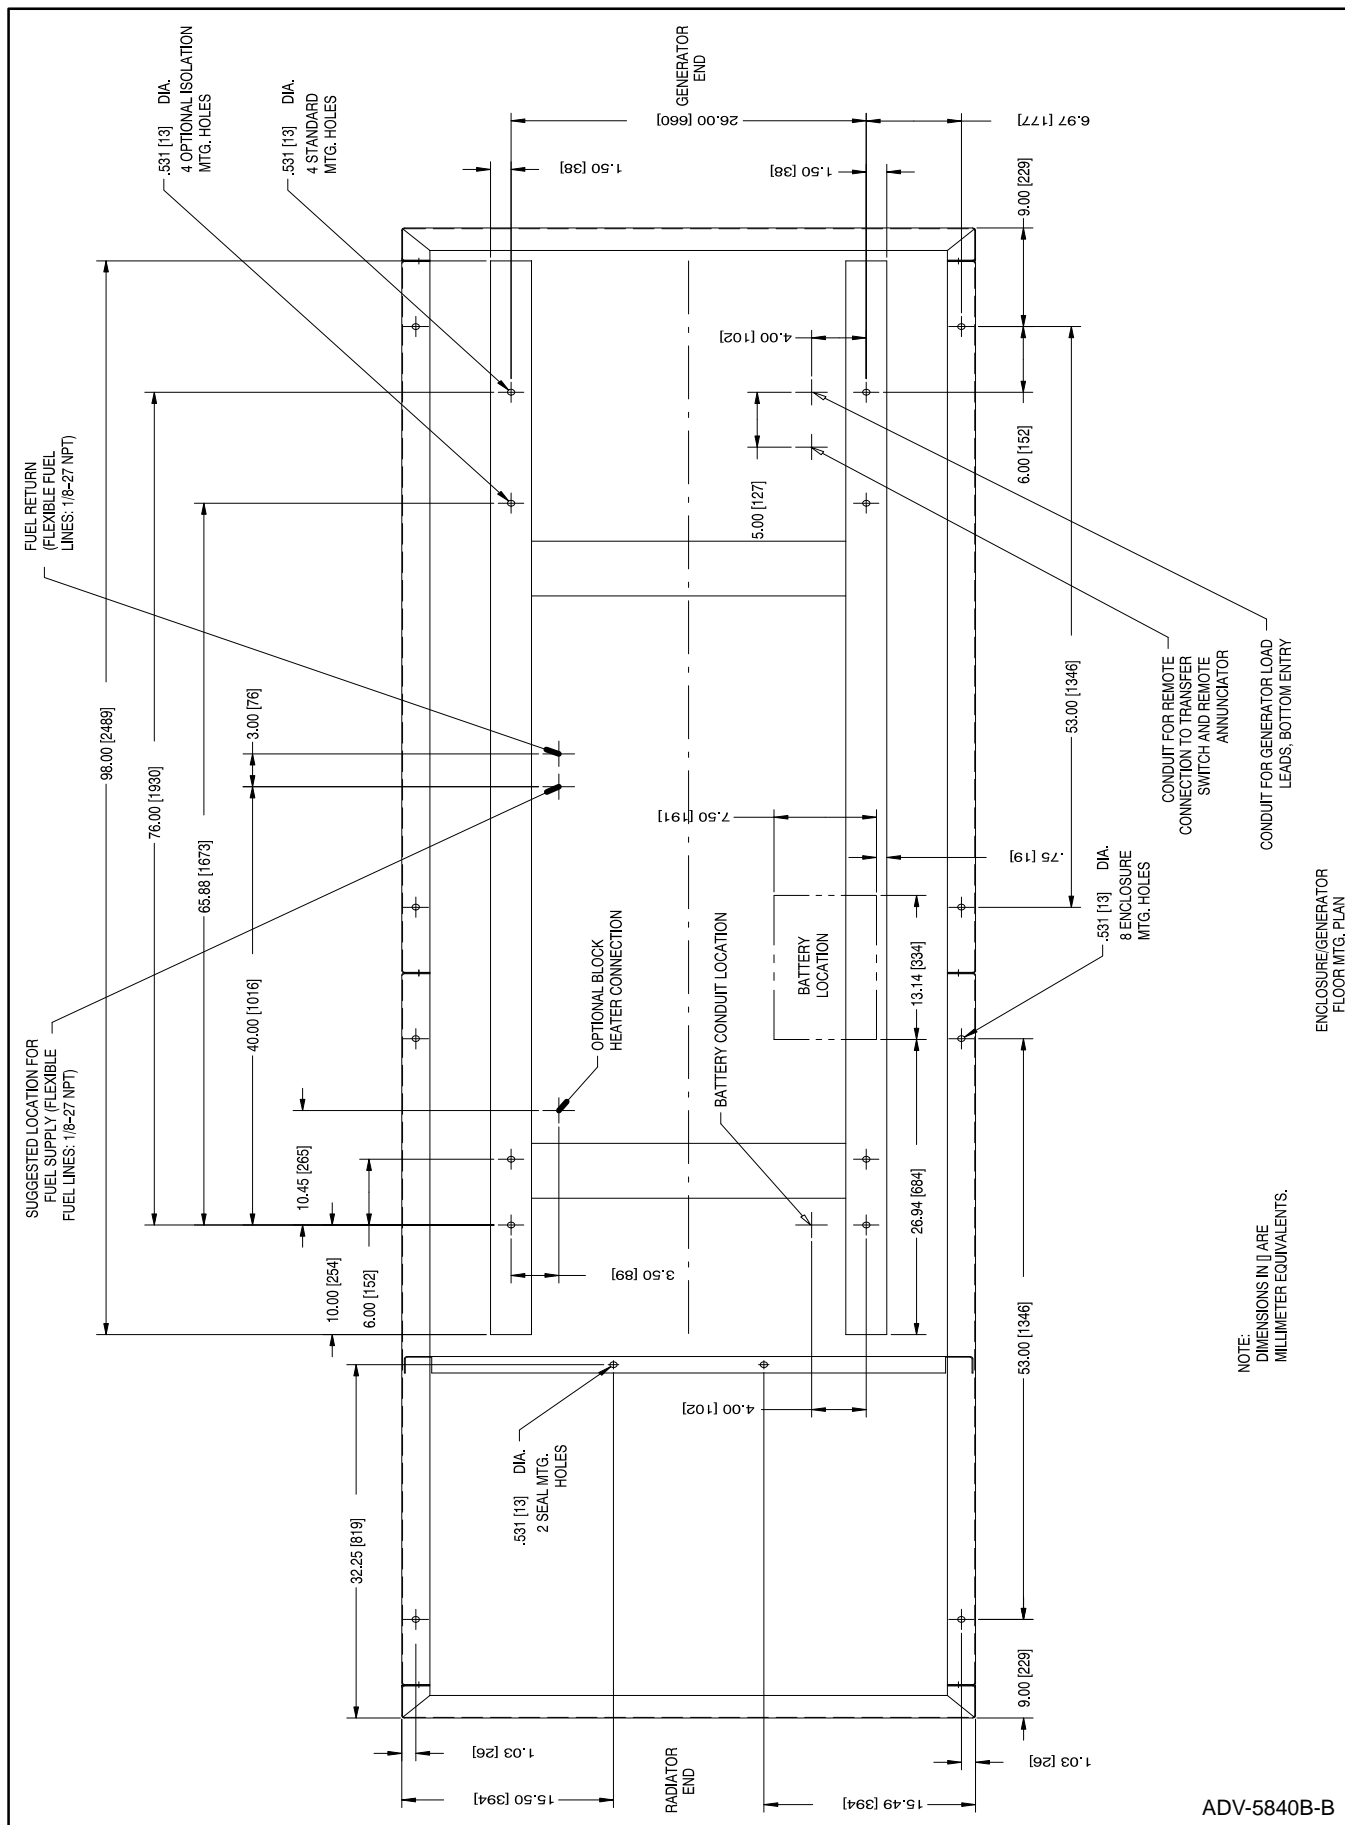 FUEL RETURN
(FLEXIBLE FUEL
LINES: 1/8–27 NPT)
SUGGESTED LOCATION FOR
FUEL SUPPLY (FLEXIBLE
FUEL LINES: 1/8–27 NPT)
.531 [13] DIA.
4 OPTIONAL ISOLATION
MTG. HOLES
.531 [13] DIA.
4 STANDARD
MTG. HOLES
98.00 [2489]
76.00 [1930]
65.88 [1673]
3.00 [76]
40.00 [1016]
10.45 [265]
10.00 [254]
6.00 [152]
32.25 [819]
GENERATOR
END
26.00 [660]
6.97 [177]
1.50 [38]
1.50 [38]
9.00 [229]
4.00 [102]
5.00 [127]
6.00 [152]
OPTIONAL BLOCK
HEATER CONNECTION
3.50 [89]
7.50 [191]
.75 [19]
BATTERY CONDUIT LOCATION
BATTERY
LOCATION
13.14 [334]
26.94 [684]
.531 [13] DIA.
2 SEAL MTG.
HOLES
4.00 [102]
53.00 [1346]
53.00 [1346]
9.00 [229]
RADIATOR
END
1.03 [26]
1.03 [26]
15.50 [394]
15.49 [394]
.531 [13] DIA.
8 ENCLOSURE
MTG. HOLES
CONDUIT FOR REMOTE
CONNECTION TO TRANSFER
SWITCH AND REMOTE
ANNUNCIATOR
CONDUIT FOR GENERATOR LOAD
LEADS, BOTTOM ENTRY
NOTE:
DIMENSIONS IN [] ARE
MILLIMETER EQUIVALENTS.
ENCLOSURE/GENERATOR
FLOOR MTG. PLAN
ADV-5840B-B